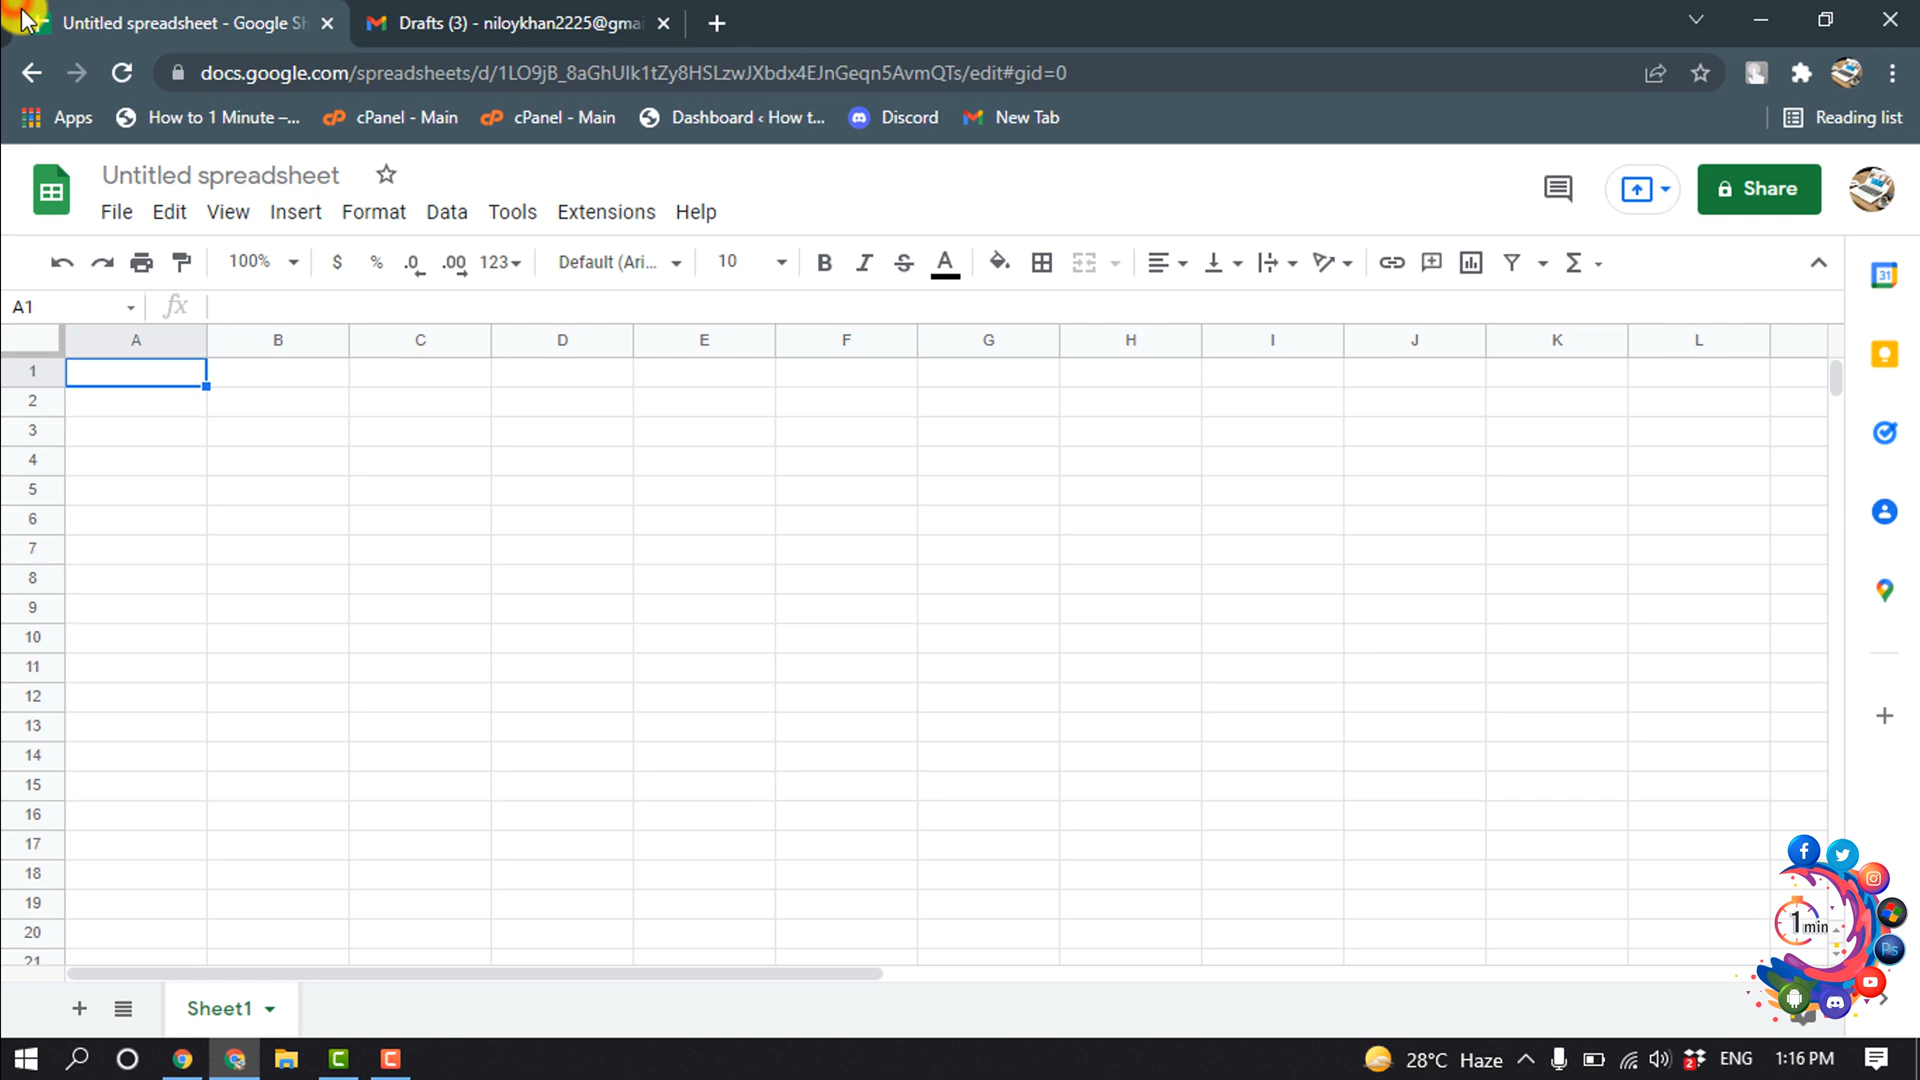 Untitled spreadsheet - Google Sh
Drafts (3) - niloykhan2225@gmai
docs.google.com/spreadsheets/d/1LO9jB_8aGhUlk1tZy8HSLzwJXbdx4EJnGeqn5AvmQTs/edit#gid=0
Apps How to 1 Minute –... cPanel - Main cPanel - Main Dashboard ‹ How t... Discord New Tab Reading list
Untitled spreadsheet
File Edit View Insert Format Data Tools Extensions Help
Share
100% $ % .0 .00 123 Default (Ari... 10 B I S A Σ
31
A1 fx
A B C D E F G H I J K L
1
2
3
4
5
6
7
8
9
10
11
12
13
14
15
16
17
18
19
20
21
1 min
Ps
Sheet1
28°C Haze 2 ENG 1:16 PM